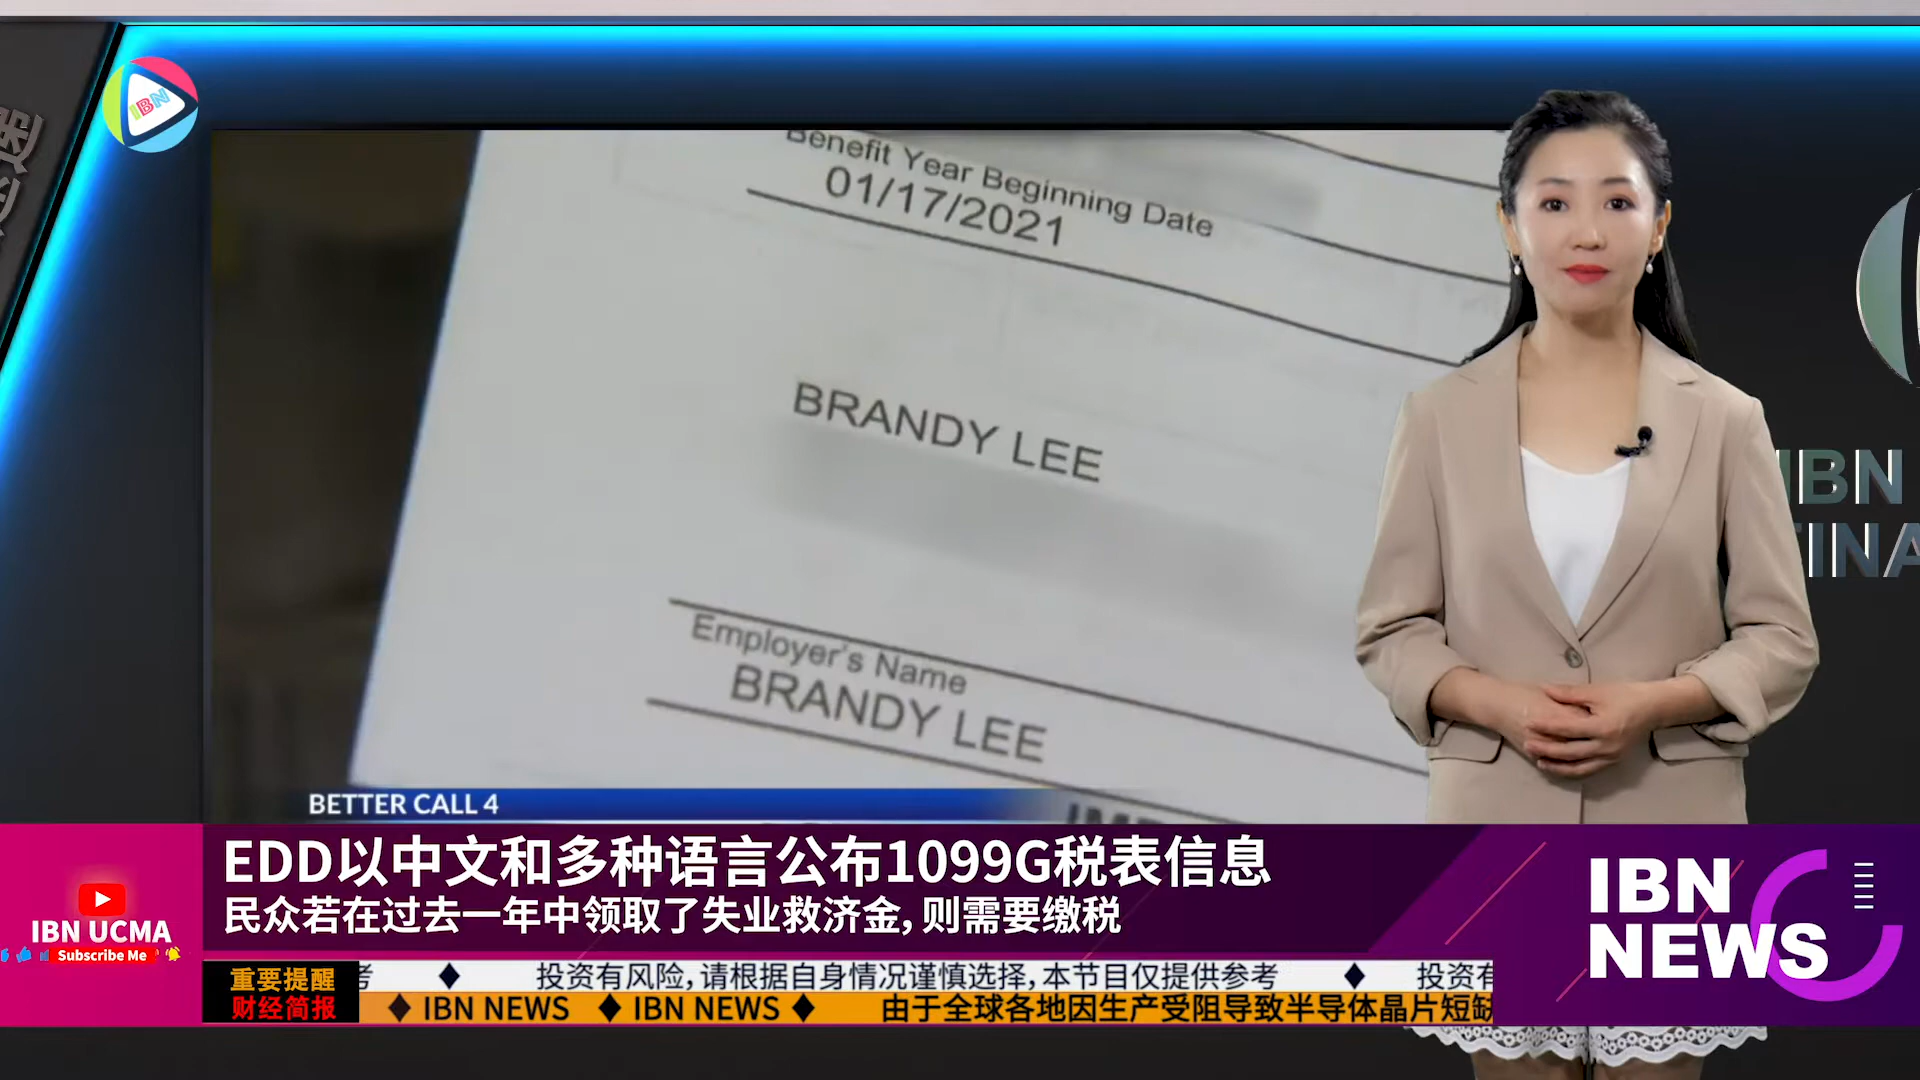 IBN
Benefit Year Beginning Date
01/17/2021
BRANDY LEE
Employer's Name
BRANDY LEE
BETTER CALL 4
IBN
EDD以中文和多种语言公布1099G税表信息
民众若在过去一年中领取了失业救济金,则需要缴税
IBN UCMA
Subscribe Me
IBN
NEWS
重要提醒
投资有风险,请根据自身情况谨慎选择,本节目仅提供参考 ♦ 投资有
财经简报
♦ IBN NEWS ♦ IBN NEWS ♦ 由于全球各地因生产受阻导致半导体晶片短缺